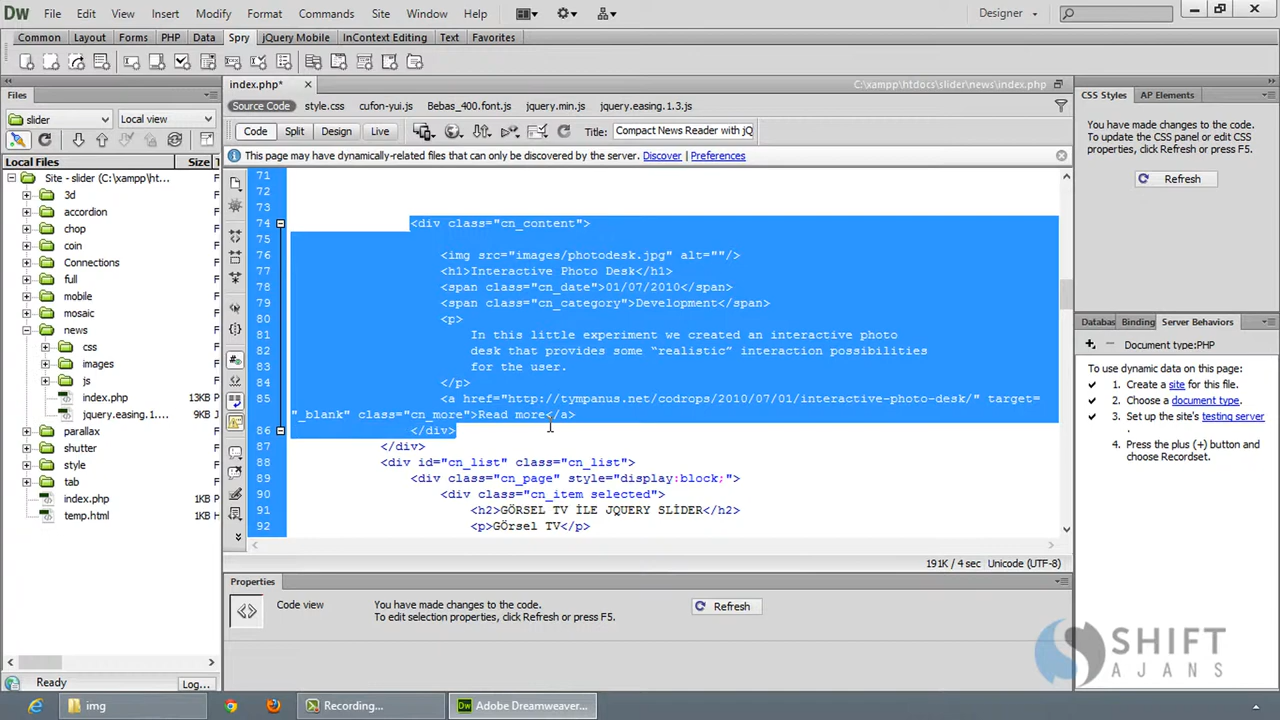 Dw File Edit View Insert Modify Format Commands Site Window Help Designer
Common Layout Forms PHP Data Spry jQuery Mobile InContext Editing Text Favorites
Files
slider Local view
Local Files Size T
Site - slider (C:\xampp\ht... F
3d F
accordion F
chop F
coin F
Connections F
full F
mobile F
mosaic F
news F
css F
images F
js F
index.php 13KB F
jquery.easing.1.... 9KB J
parallax F
shutter F
style F
tab F
index.php 1KB F
temp.html 1KB F
Ready Log...
index.php* C:\xampp\htdocs\slider\news\index.php
Source Code style.css cufon-yui.js Bebas_400.font.js jquery.min.js jquery.easing.1.3.js
Code Split Design Live Title: Compact News Reader with jQ
This page may have dynamically-related files that can only be discovered by the server. Discover | Preferences
71
72
73
74 <div class="cn_content">
75
76 <img src="images/photodesk.jpg" alt=""/>
77 <h1>Interactive Photo Desk</h1>
78 <span class="cn_date">01/07/2010</span>
79 <span class="cn_category">Development</span>
80 <p>
81 In this little experiment we created an interactive photo
82 desk that provides some “realistic” interaction possibilities
83 for the user.
84 </p>
85 <a href="http://tympanus.net/codrops/2010/07/01/interactive-photo-desk/" target=
"_blank" class="cn_more">Read more</a>
86 </div>
87 </div>
88 <div id="cn_list" class="cn_list">
89 <div class="cn_page" style="display:block;">
90 <div class="cn_item selected">
91 <h2>GÖRSEL TV İLE JQUERY SLİDER</h2>
92 <p>GÖrsel TV</p>
191K / 4 sec Unicode (UTF-8)
Properties
Code view You have made changes to the code.
To edit selection properties, click Refresh or press F5.
Refresh
CSS Styles AP Elements
You have made changes to the code.
To update the CSS panel or edit CSS
properties, click Refresh or press F5.
Refresh
Databas Binding Server Behaviors
Document type:PHP
To use dynamic data on this page:
1. Create a site for this file.
2. Choose a document type.
3. Set up the site's testing server
.
4. Press the plus (+) button and
choose Recordset.
SHIFT
AJANS
img Recording... Dw Adobe Dreamweaver...